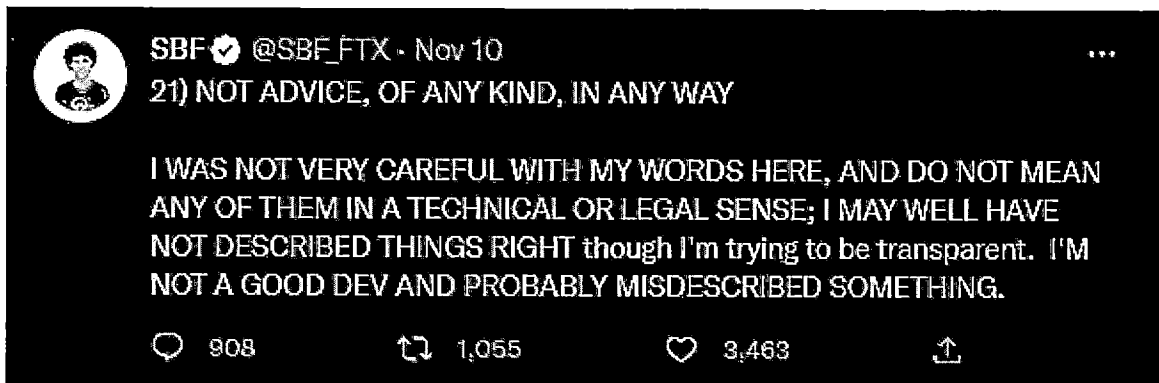 SBF @SBF_FTX · Nov 10
21) NOT ADVICE, OF ANY KIND, IN ANY WAY
I WAS NOT VERY CAREFUL WITH MY WORDS HERE, AND DO NOT MEAN
ANY OF THEM IN A TECHNICAL OR LEGAL SENSE; I MAY WELL HAVE
NOT DESCRIBED THINGS RIGHT though I'm trying to be transparent. I'M
NOT A GOOD DEV AND PROBABLY MISDESCRIBED SOMETHING.
908 1,055 3,463